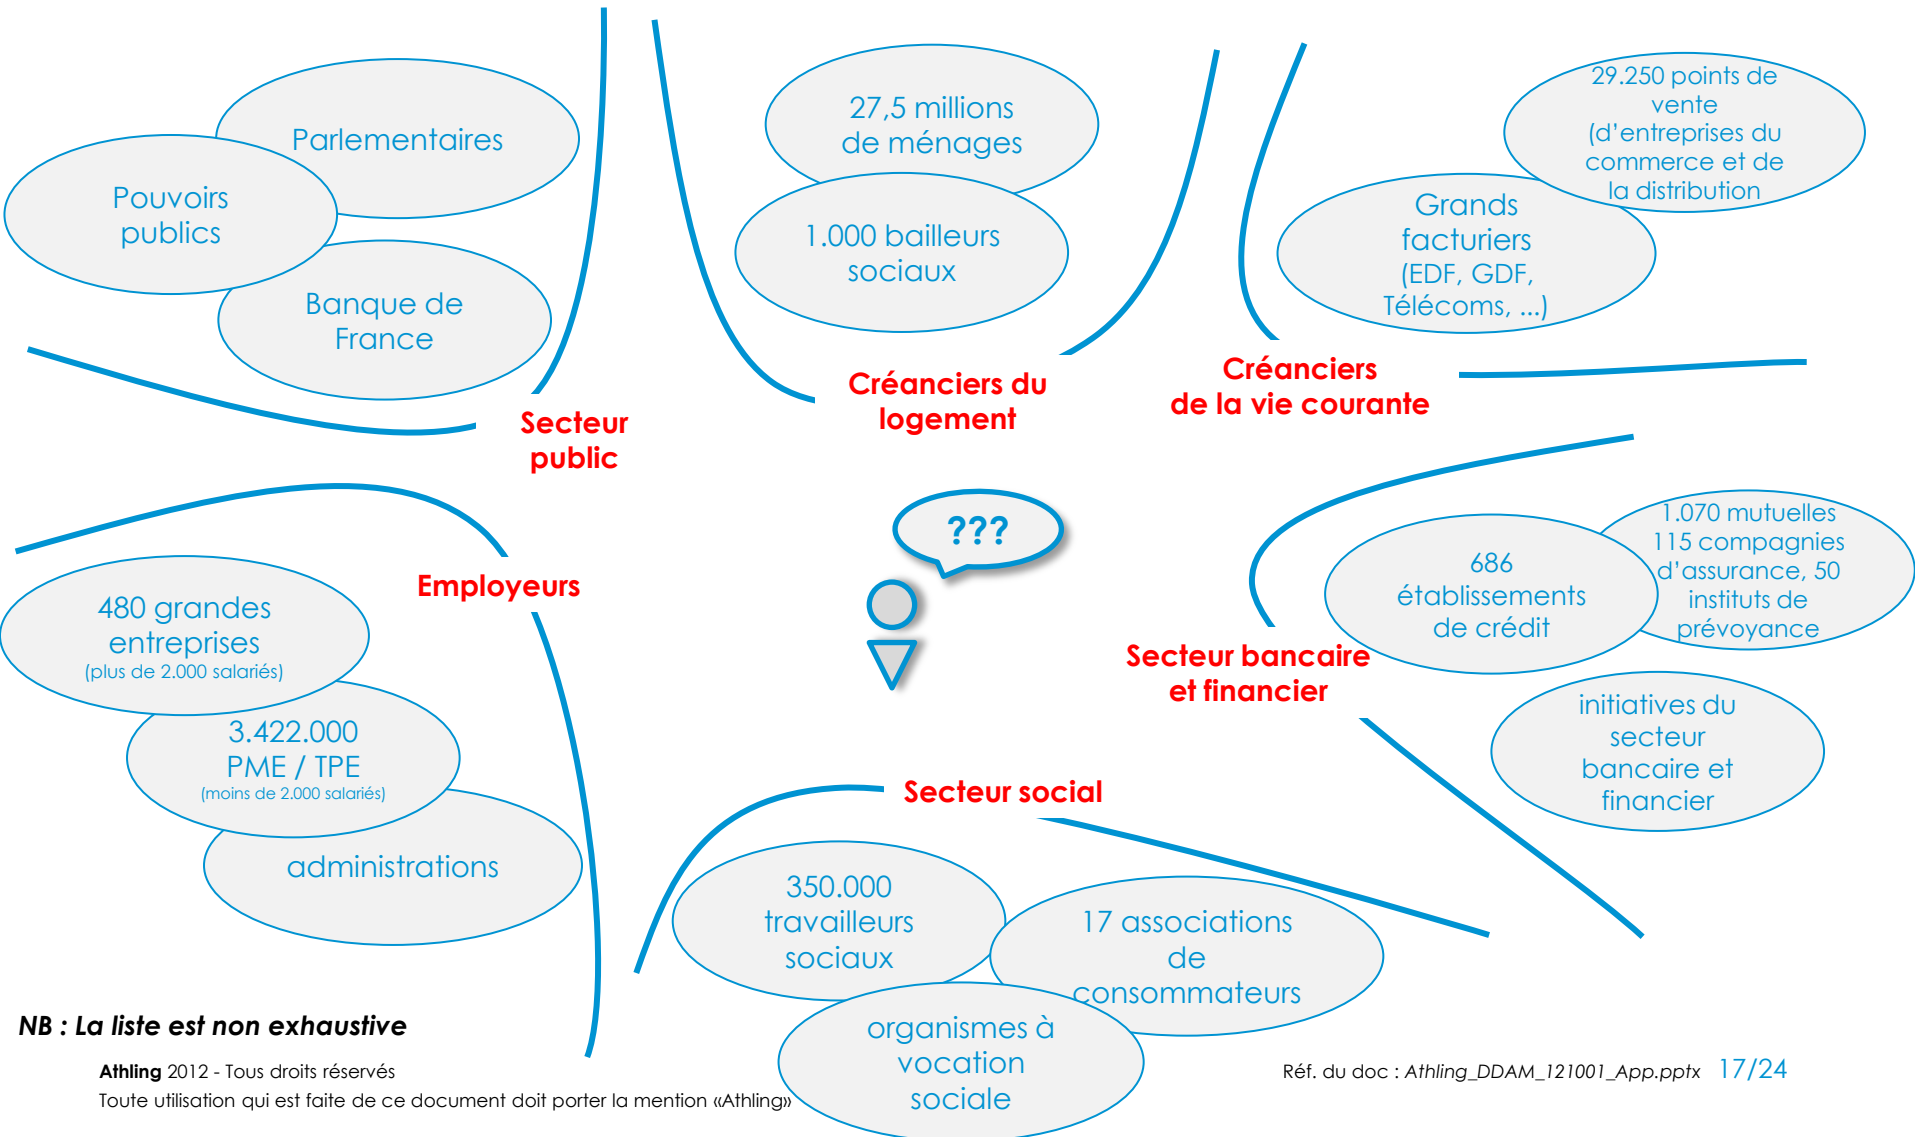 Parlementaires
Pouvoirs
publics
Banque de
France
Secteur
public
27,5 millions
de ménages
1.000 bailleurs
sociaux
Créanciers du
logement
29.250 points de
vente
(d'entreprises du
commerce et de
la distribution
Grands
facturiers
(EDF, GDF,
Télécoms, ...)
Créanciers
de la vie courante
???
Employeurs
480 grandes
entreprises
(plus de 2.000 salariés)
3.422.000
PME / TPE
(moins de 2.000 salariés)
administrations
1.070 mutuelles
115 compagnies
d'assurance, 50
instituts de
prévoyance
686
établissements
de crédit
Secteur bancaire
et financier
initiatives du
secteur
bancaire et
financier
Secteur social
350.000
travailleurs
sociaux
17 associations
de
consommateurs
organismes à
vocation
sociale
NB : La liste est non exhaustive
Athling 2012 - Tous droits réservés
Toute utilisation qui est faite de ce document doit porter la mention «Athling»
Réf. du doc : Athling_DDAM_121001_App.pptx 17/24